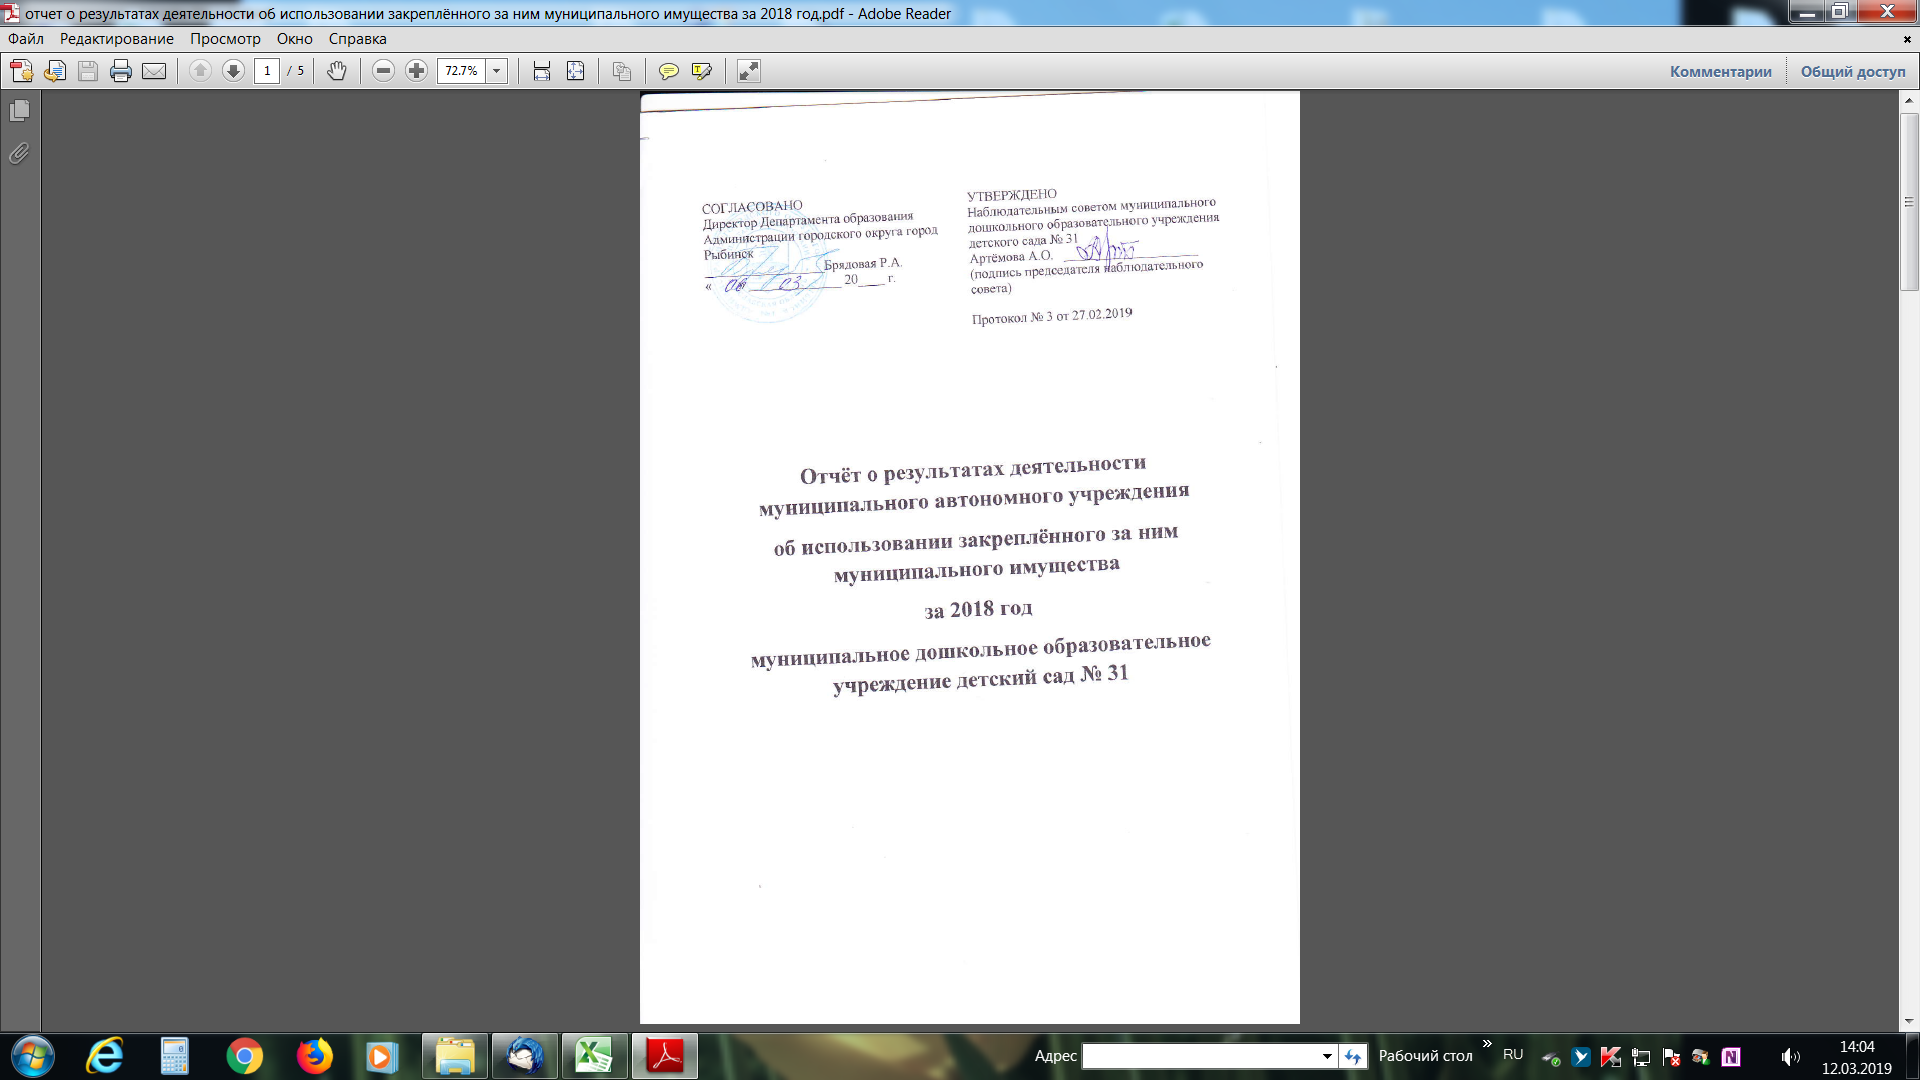 отчет о результатах деятельности об использовании закреплённого за ним муниципального имущества за 2018 год.pdf - Adobe Reader
Файл Редактирование Просмотр Окно Справка
1 / 5 72.7% Комментарии Общий доступ
СОГЛАСОВАНО
Директор Департамента образования
Администрации городского округа город
Рыбинск
Брядовая Р.А.
« 06 03 20____ г.
УТВЕРЖДЕНО
Наблюдательным советом муниципального
дошкольного образовательного учреждения
детского сада № 31
Артёмова А.О.
(подпись председателя наблюдательного
совета)
Протокол № 3 от 27.02.2019
Отчёт о результатах деятельности
муниципального автономного учреждения
об использовании закреплённого за ним
муниципального имущества
за 2018 год
муниципальное дошкольное образовательное
учреждение детский сад № 31
Адрес Рабочий стол » RU 14:04
12.03.2019